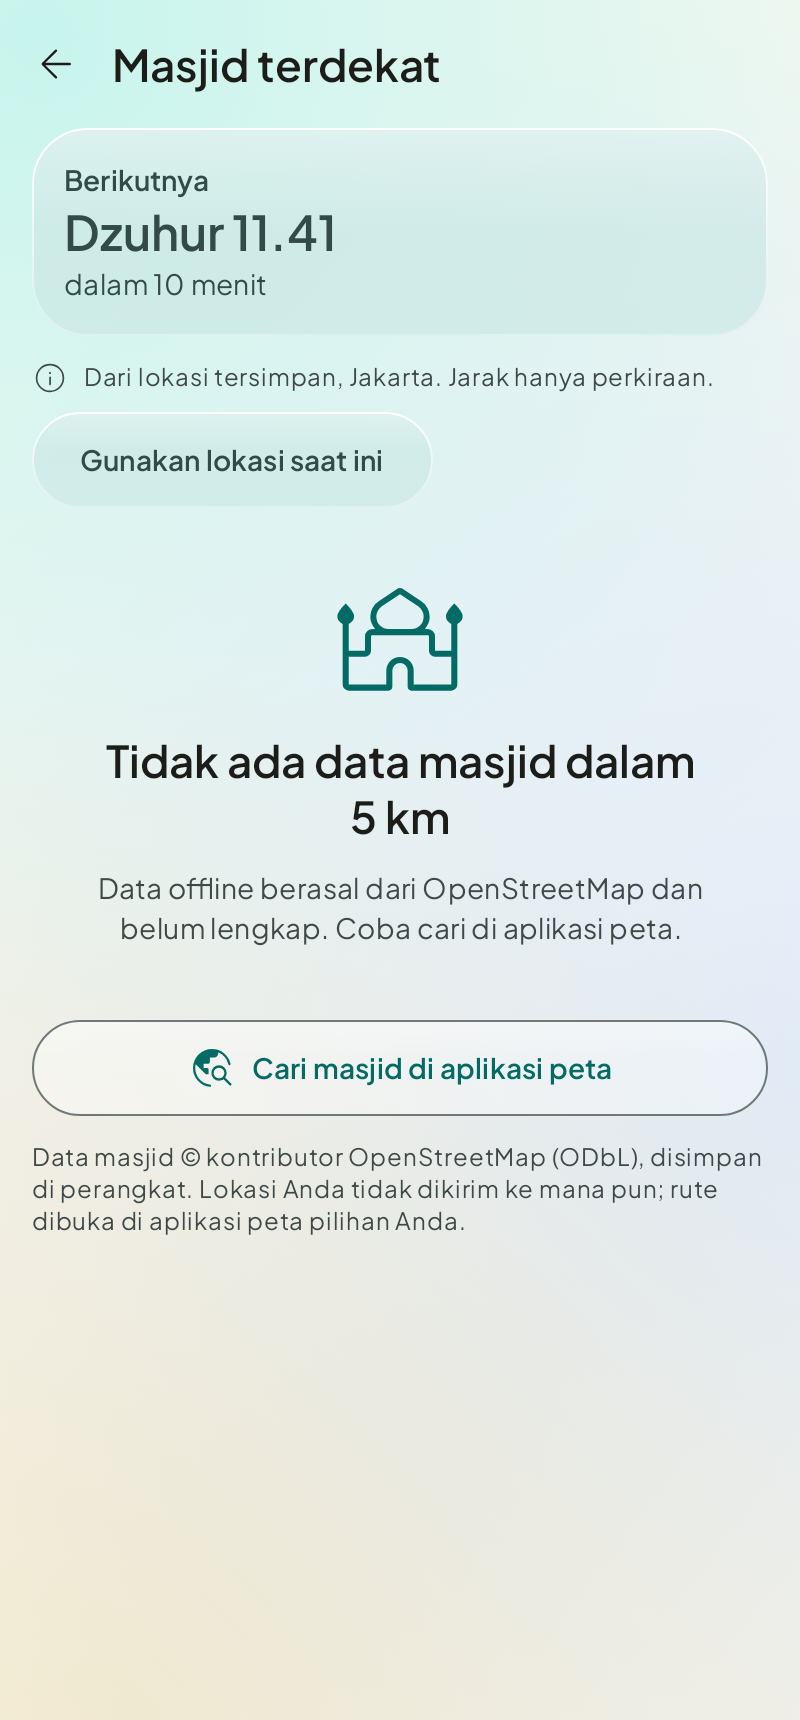 Masjid terdekat
Berikutnya
Dzuhur 11.41
dalam 10 menit
Dari lokasi tersimpan, Jakarta. Jarak hanya perkiraan.
Gunakan lokasi saat ini
Tidak ada data masjid dalam
5 km
Data offline berasal dari OpenStreetMap dan
belum lengkap. Coba cari di aplikasi peta.
Cari masjid di aplikasi peta
Data masjid © kontributor OpenStreetMap (ODbL), disimpan
di perangkat. Lokasi Anda tidak dikirim ke mana pun; rute
dibuka di aplikasi peta pilihan Anda.